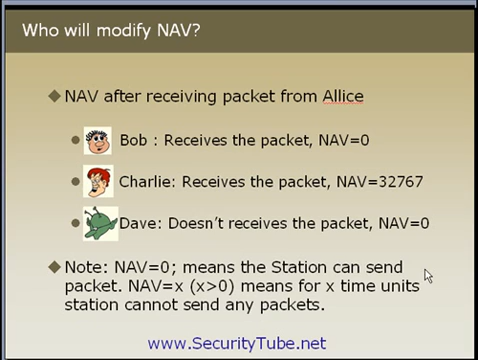 Who will modify NAV?
NAV after receiving packet from Allice
Bob : Receives the packet, NAV=0
Charlie: Receives the packet, NAV=32767
Dave: Doesn't receives the packet, NAV=0
Note: NAV=0; means the Station can send
packet. NAV=x (x>0) means for x time units
station cannot send any packets.
www.SecurityTube.net